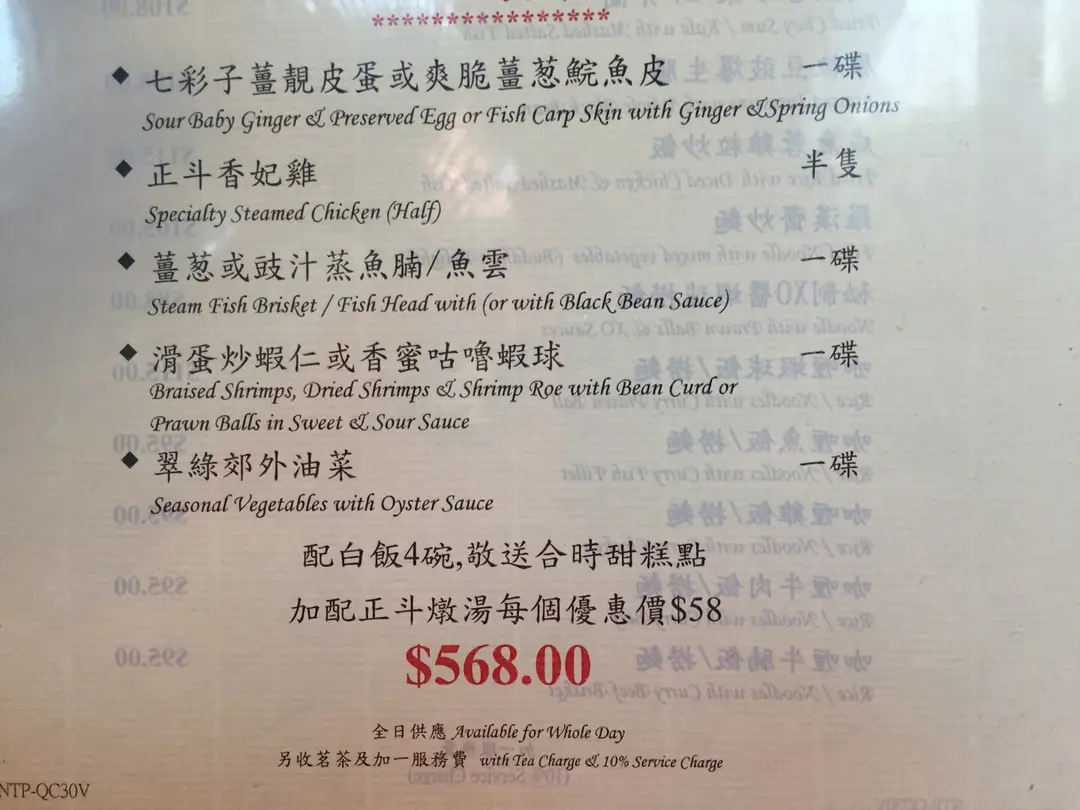 ****************
◆ 七彩子薑靚皮蛋或爽脆薑葱鯇魚皮 一碟
Sour Baby Ginger & Preserved Egg or Fish Carp Skin with Ginger &Spring Onions
◆ 正斗香妃雞 半隻
Specialty Steamed Chicken (Half)
◆ 薑葱或豉汁蒸魚腩/魚雲 一碟
Steam Fish Brisket / Fish Head with (or with Black Bean Sauce)
◆ 滑蛋炒蝦仁或香蜜咕嚕蝦球 一碟
Braised Shrimps, Dried Shrimps & Shrimp Roe with Bean Curd or
Prawn Balls in Sweet & Sour Sauce
◆ 翠綠郊外油菜 一碟
Seasonal Vegetables with Oyster Sauce
配白飯4碗,敬送合時甜糕點
加配正斗燉湯每個優惠價$58
$568.00
全日供應 Available for Whole Day
另收茗茶及加一服務費 with Tea Charge & 10% Service Charge
NTP-QC30V